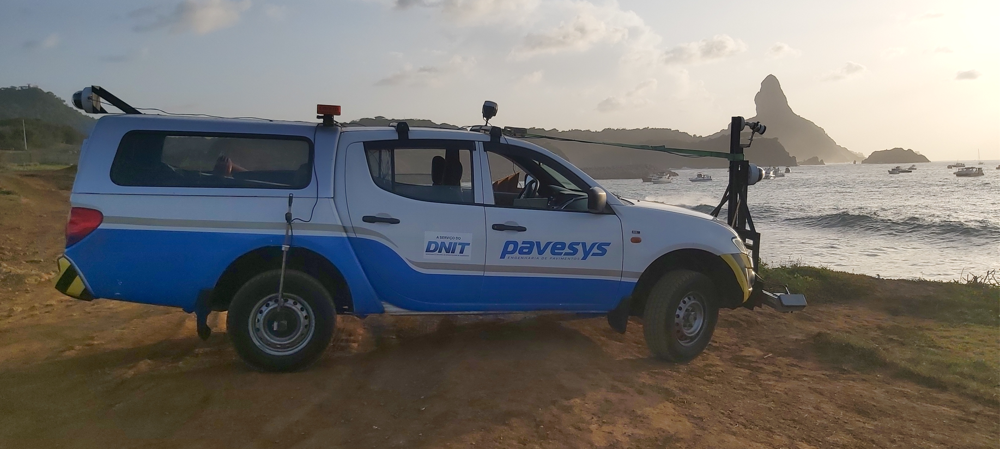 A SERVIÇO DO
DNIT
pavesys
ENGENHARIA DE PAVIMENTOS